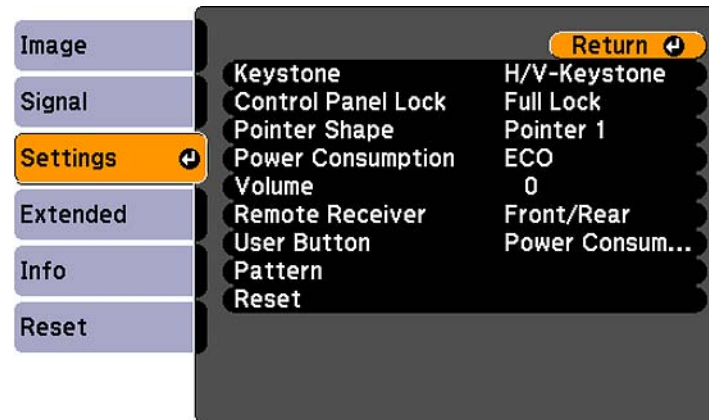 Image
Signal
Settings
Extended
Info
Reset
Return
Keystone H/V-Keystone
Control Panel Lock Full Lock
Pointer Shape Pointer 1
Power Consumption ECO
Volume 0
Remote Receiver Front/Rear
User Button Power Consum...
Pattern
Reset